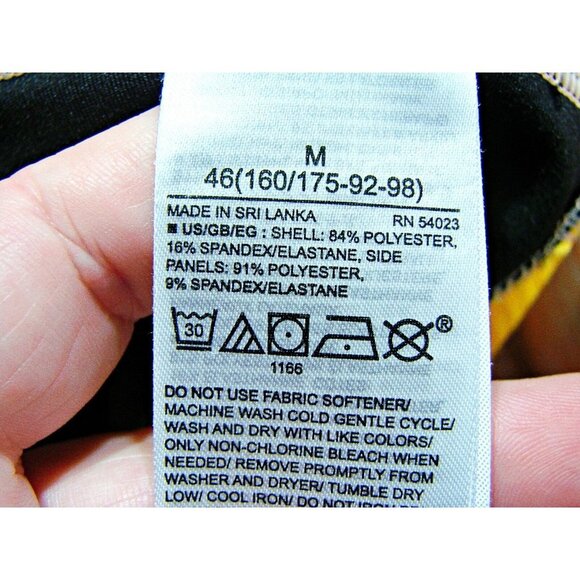 M
46(160/175-92-98)
MADE IN SRI LANKA RN 54023
■ US/GB/EG : SHELL: 84% POLYESTER,
16% SPANDEX/ELASTANE, SIDE
PANELS: 91% POLYESTER,
9% SPANDEX/ELASTANE
30
®
1166
DO NOT USE FABRIC SOFTENER/
MACHINE WASH COLD GENTLE CYCLE/
WASH AND DRY WITH LIKE COLORS/
ONLY NON-CHLORINE BLEACH WHEN
NEEDED/ REMOVE PROMPTLY FROM
WASHER AND DRYER/ TUMBLE DRY
LOW/ COOL IRON/ DO NOT IRON